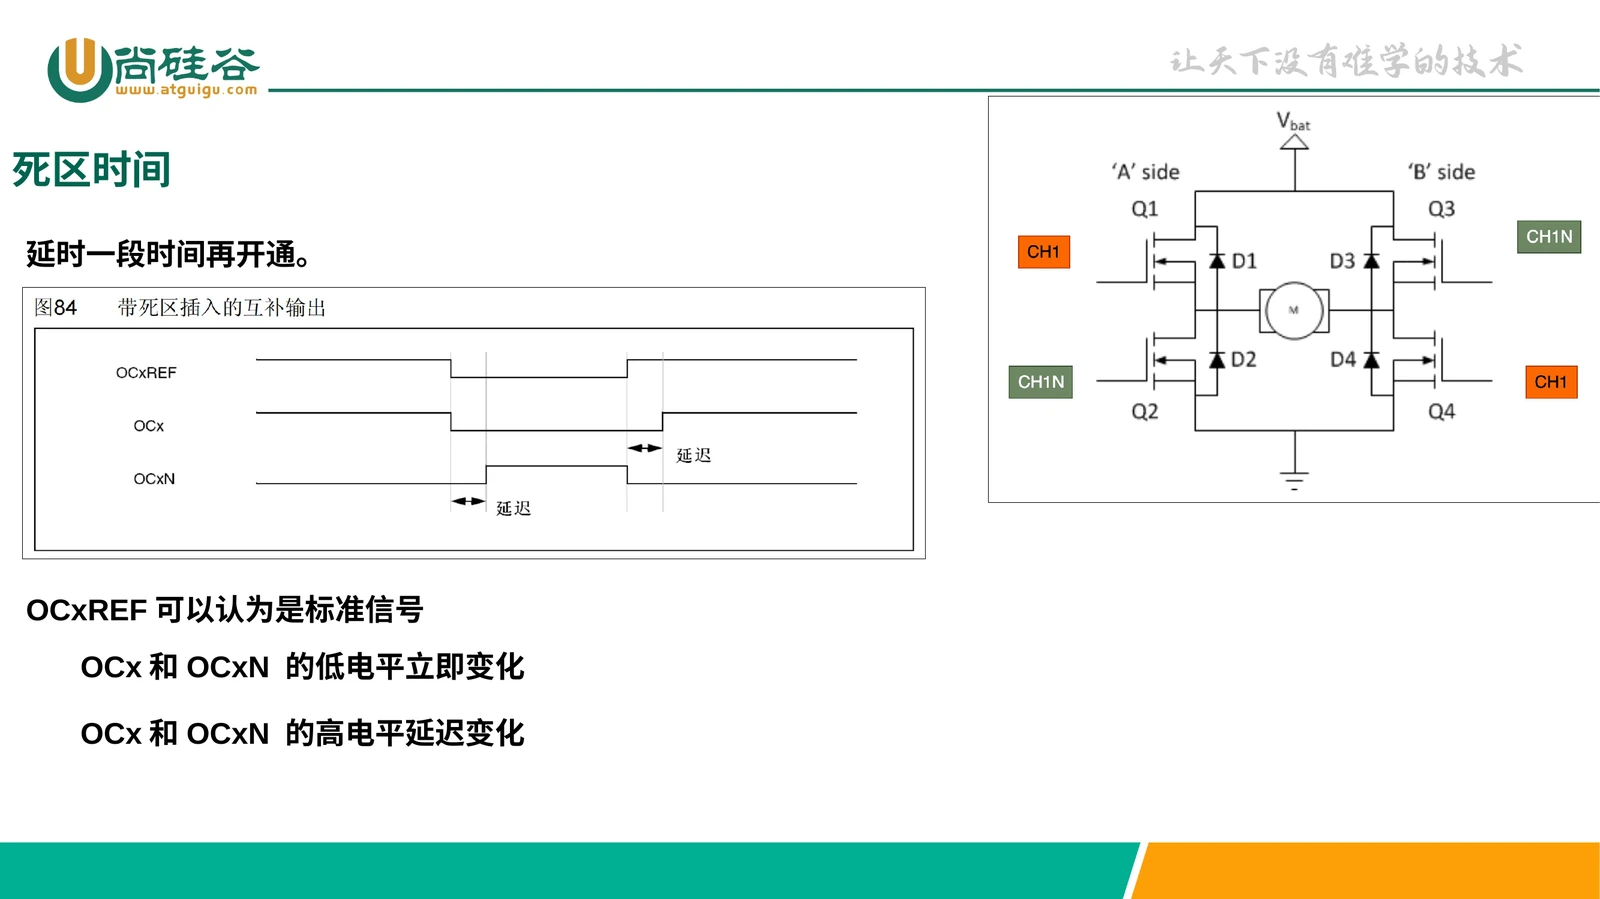 尚硅谷
www.atguigu.com
让天下没有难学的技术
死区时间
延时一段时间再开通。
图84 带死区插入的互补输出
OCxREF
OCx
延迟
OCxN
延迟
OCxREF 可以认为是标准信号
OCx 和 OCxN 的低电平立即变化
OCx 和 OCxN 的高电平延迟变化
Vbat
‘A’ side
‘B’ side
Q1
Q3
CH1
CH1N
D1
D3
M
D2
D4
CH1N
CH1
Q2
Q4